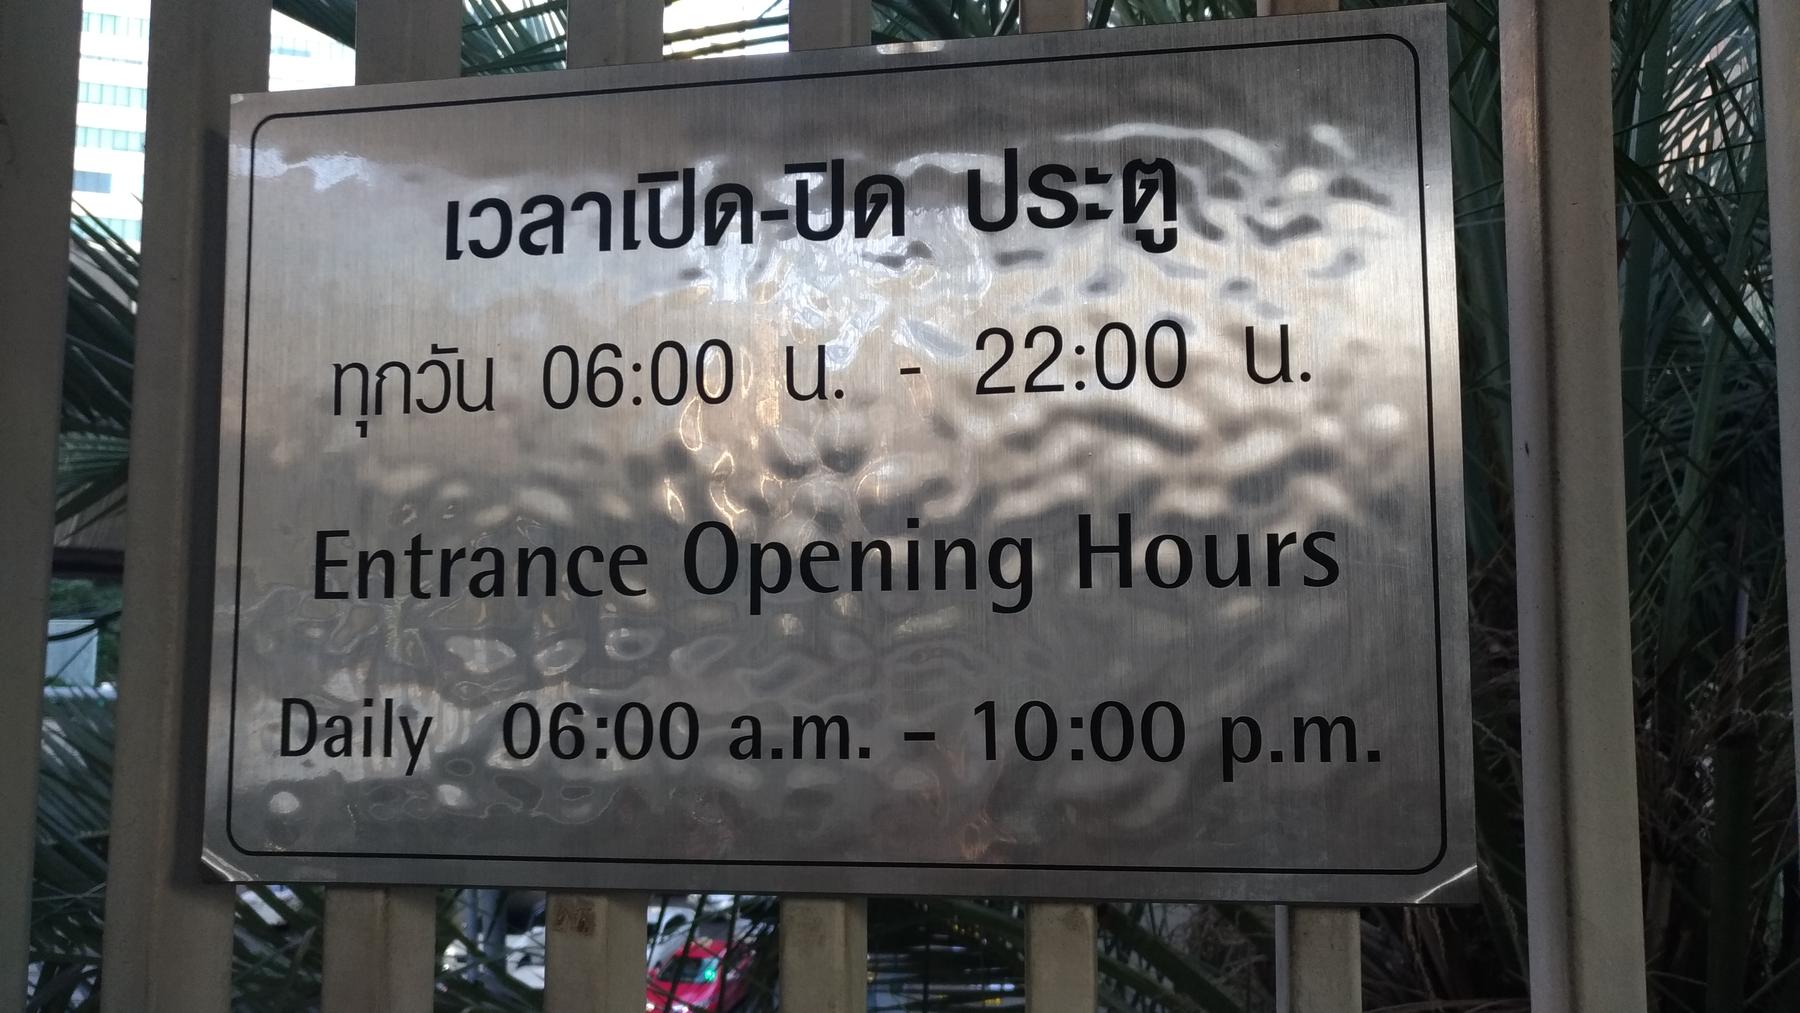 เวลาเปิด-ปิด ประตู
ทุกวัน 06:00 น. - 22:00 น.
Entrance Opening Hours
Daily 06:00 a.m. – 10:00 p.m.